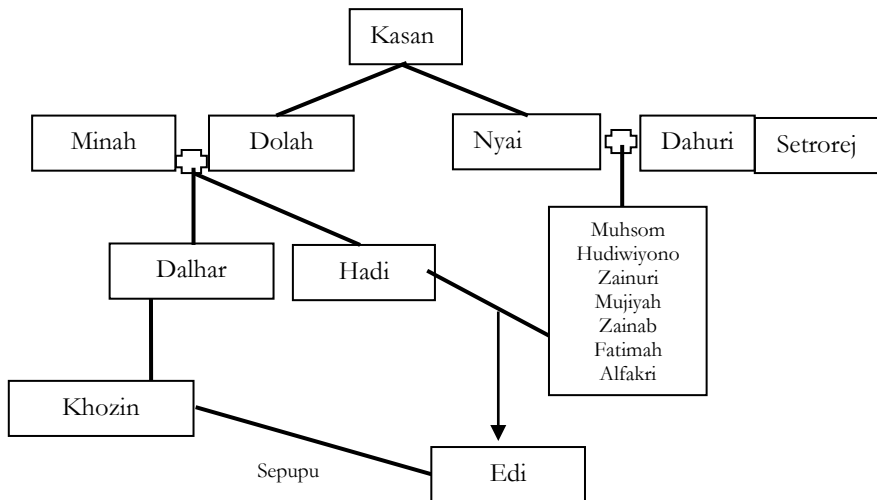 Kasan
Minah
Dolah
Nyai
Dahuri
Setrorej
Muhsom
Hudiwiyono
Zainuri
Mujiyah
Zainab
Fatimah
Alfakri
Dalhar
Hadi
Khozin
Sepupu
Edi